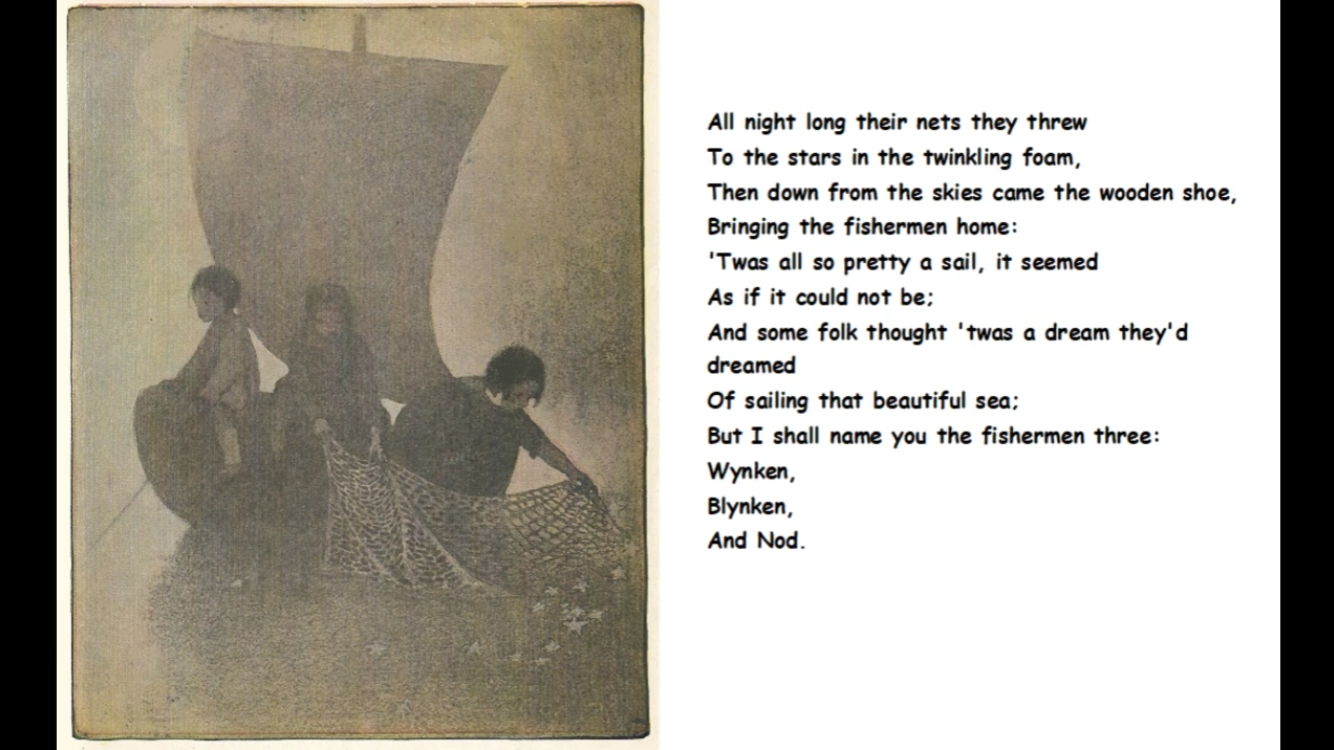 All night long their nets they threw
To the stars in the twinkling foam,
Then down from the skies came the wooden shoe,
Bringing the fishermen home:
'Twas all so pretty a sail, it seemed
As if it could not be;
And some folk thought 'twas a dream they'd
dreamed
Of sailing that beautiful sea;
But I shall name you the fishermen three:
Wynken,
Blynken,
And Nod.